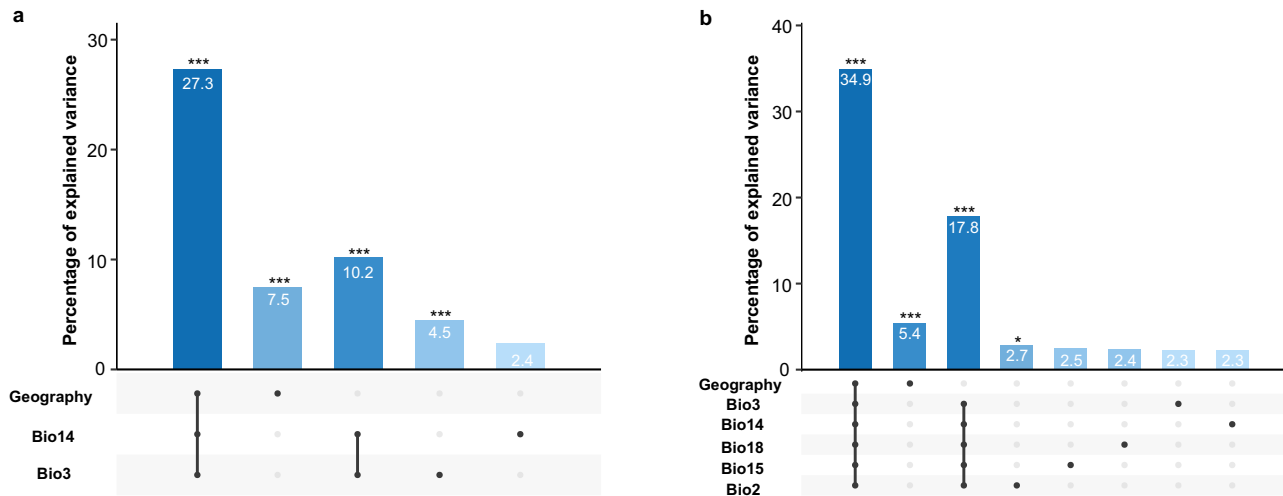 a
Percentage of explained variance
30
20
10
0
***
27.3
***
7.5
***
10.2
***
4.5
2.4
Geography
Bio14
Bio3
b
Percentage of explained variance
40
30
20
10
0
***
34.9
***
5.4
***
17.8
*
2.7
2.5
2.4
2.3
2.3
Geography
Bio3
Bio14
Bio18
Bio15
Bio2